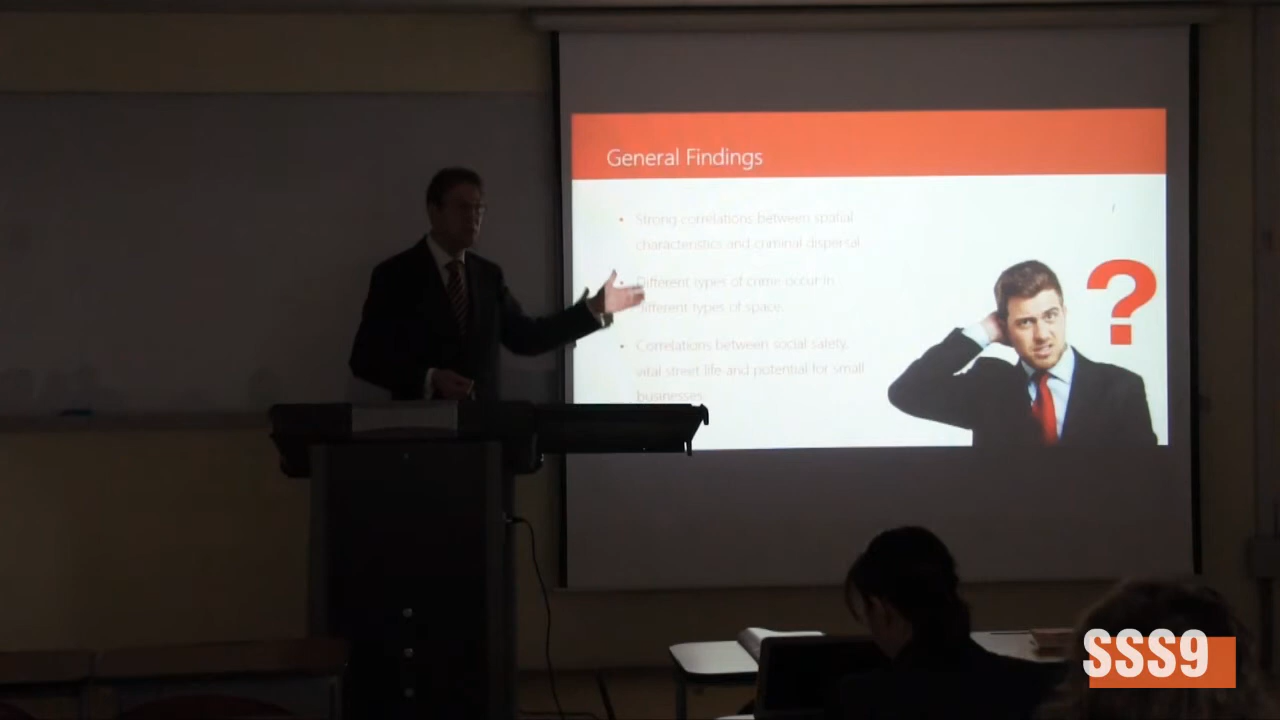 General Findings
• Strong correlations between spatial
characteristics and criminal dispersal
• Different types of crime occur in
different types of space
• Correlations between social safety,
vital street life and potential for small
businesses
?
SSS9